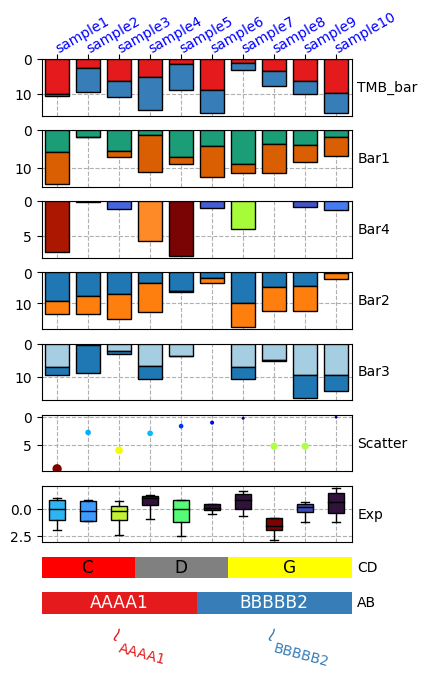 sample1 sample2 sample3 sample4 sample5 sample6 sample7 sample8 sample9 sample10
0
10
TMB_bar
0
10
Bar1
0
5
Bar4
0
10
Bar2
0
10
Bar3
0
5
Scatter
0.0
2.5
Exp
C D G CD
AAAA1 BBBBB2 AB
~ AAAA1 ~ BBBBB2